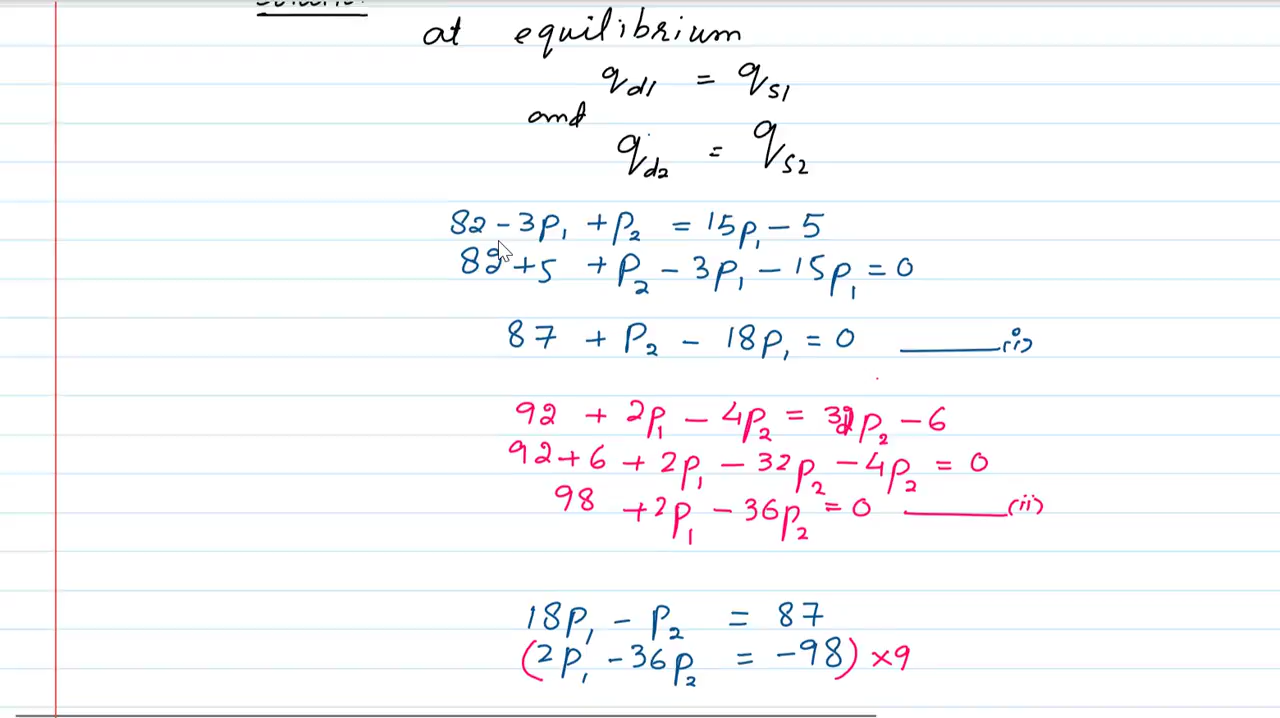 at equilibrium
qd1 = qs1
and
qd2 = qs2
82 - 3p₁ + p₂ = 15p₁ - 5
82 + 5 + p₂ - 3p₁ - 15p₁ = 0
87 + p₂ - 18p₁ = 0 ———(i)
92 + 2p₁ - 4p₂ = 32p₂ - 6
92 + 6 + 2p₁ - 32p₂ - 4p₂ = 0
98 + 2p₁ - 36p₂ = 0 ———(ii)
18p₁ - p₂ = 87
(2p₁ - 36p₂ = -98) ×9